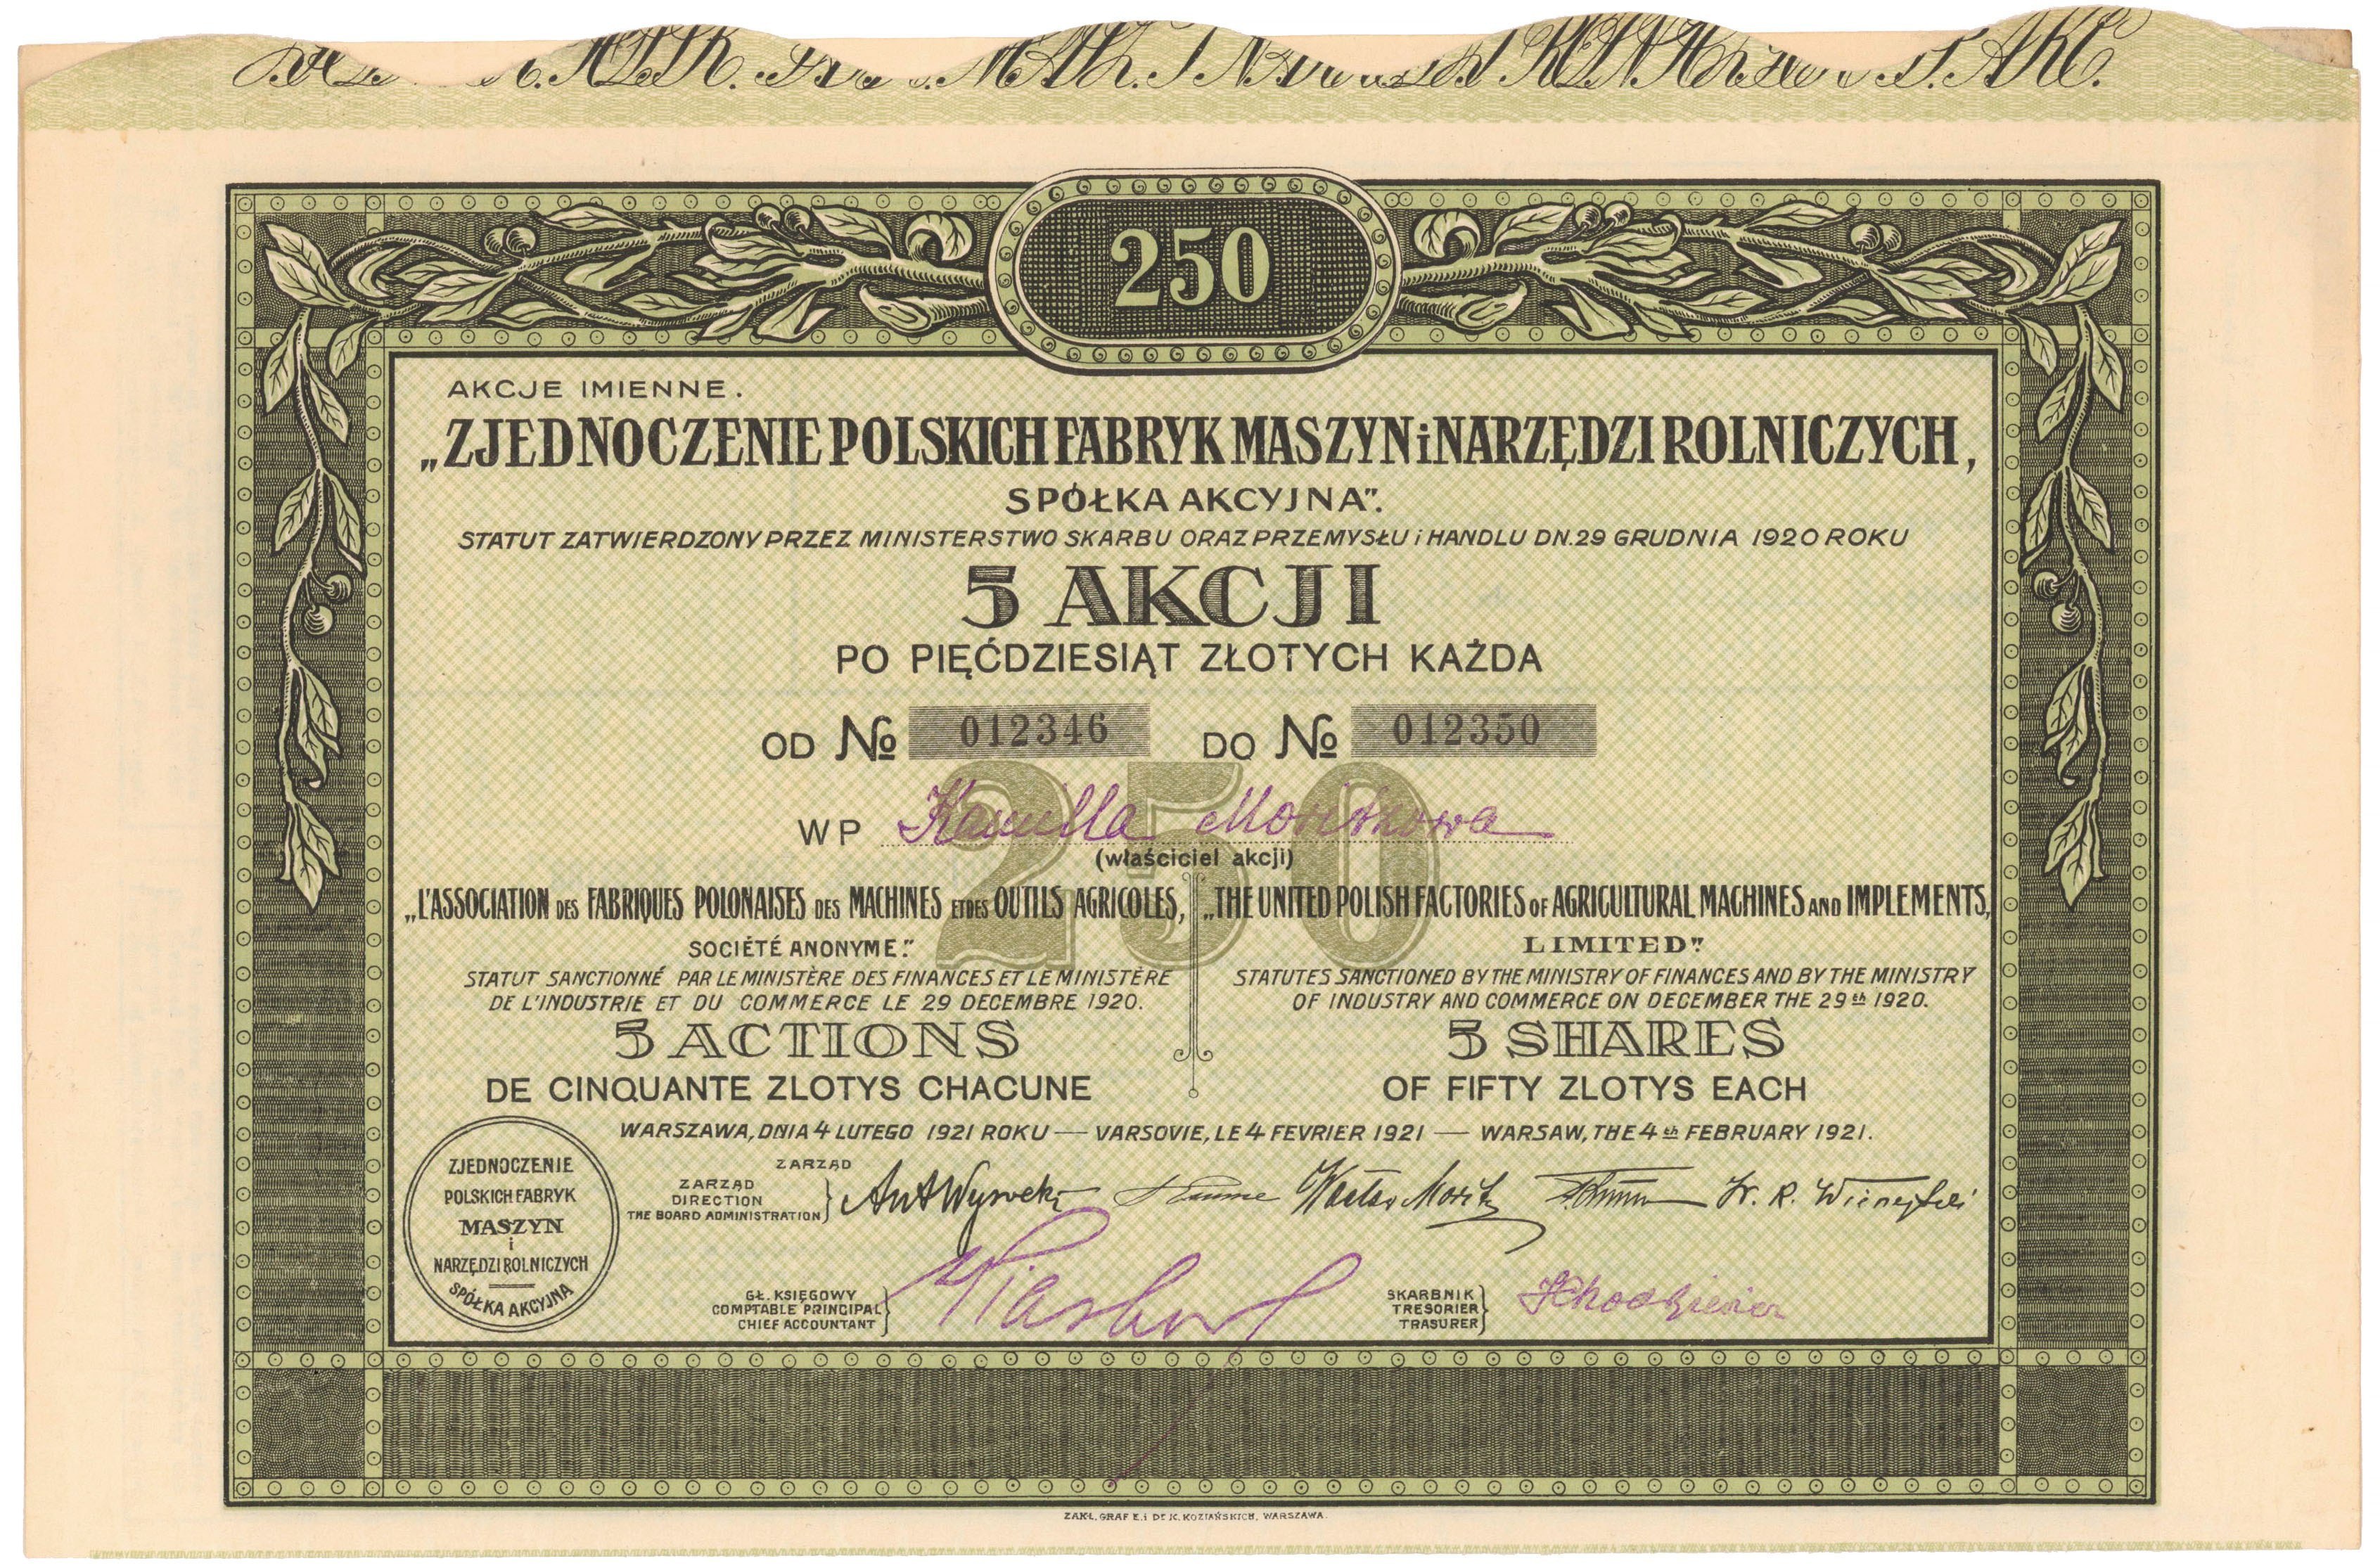 250
AKCJE IMIENNE.
„ZJEDNOCZENIE POLSKICH FABRYK MASZYN i NARZĘDZI ROLNICZYCH,
SPÓŁKA AKCYJNA”.
STATUT ZATWIERDZONY PRZEZ MINISTERSTWO SKARBU ORAZ PRZEMYSŁU i HANDLU DN. 29 GRUDNIA 1920 ROKU
5 AKCJI
PO PIĘĆDZIESIĄT ZŁOTYCH KAŻDA
OD № 012346 DO № 012350
250
WP Kamilla
(właściciel akcji)
„L'ASSOCIATION DES FABRIQUES POLONAISES DES MACHINES ET DES OUTILS AGRICOLES,
SOCIÉTÉ ANONYME.”
STATUT SANCTIONNÉ PAR LE MINISTÈRE DES FINANCES ET LE MINISTÈRE
DE L'INDUSTRIE ET DU COMMERCE LE 29 DECEMBRE 1920.
5 ACTIONS
DE CINQUANTE ZLOTYS CHACUNE
„THE UNITED POLISH FACTORIES OF AGRICULTURAL MACHINES AND IMPLEMENTS,
LIMITED”.
STATUTES SANCTIONED BY THE MINISTRY OF FINANCES AND BY THE MINISTRY
OF INDUSTRY AND COMMERCE ON DECEMBER THE 29th 1920.
5 SHARES
OF FIFTY ZLOTYS EACH
WARSZAWA, DNIA 4 LUTEGO 1921 ROKU — VARSOVIE, LE 4 FEVRIER 1921 — WARSAW, THE 4th FEBRUARY 1921.
ZJEDNOCZENIE
POLSKICH FABRYK
MASZYN
i
NARZĘDZI ROLNICZYCH
SPÓŁKA AKCYJNA
ZARZĄD
ZARZĄD
DIRECTION
THE BOARD ADMINISTRATION
Wacław Moritz
GŁ. KSIĘGOWY
COMPTABLE PRINCIPAL
CHIEF ACCOUNTANT
SKARBNIK
TRESORIER
TRASURER
ZAKŁ. GRAF E. i Dr K. KOZIAŃSKICH, WARSZAWA.